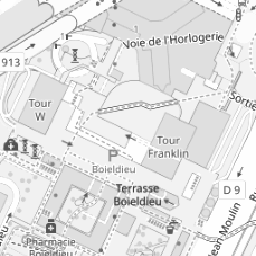 Voie de l'Horlogerie
913
Sortie
Tour
W
Tour
Franklin
P
Boieldieu
D 9
Terrasse
Boieldieu
Jean Moulin
Pharmacie
Boieldieu